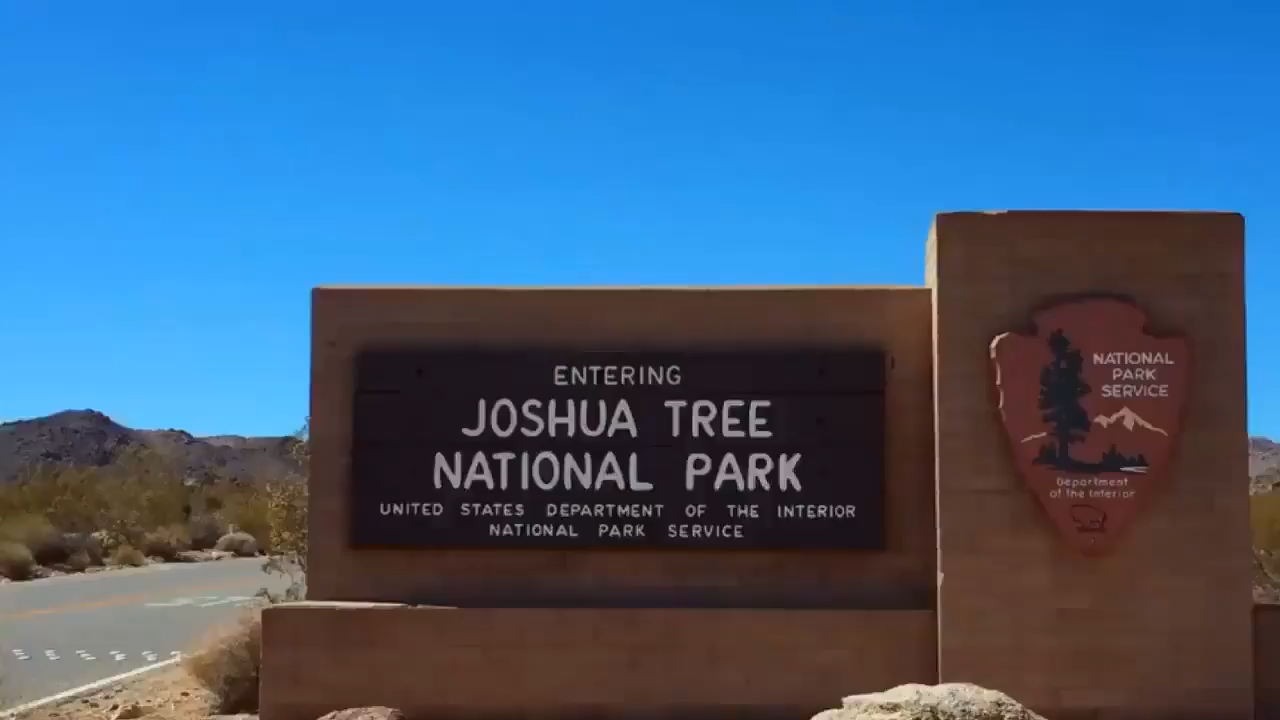 ENTERING
JOSHUA TREE
NATIONAL PARK
UNITED STATES DEPARTMENT OF THE INTERIOR
NATIONAL PARK SERVICE
NATIONAL
PARK
SERVICE
Department
of the Interior